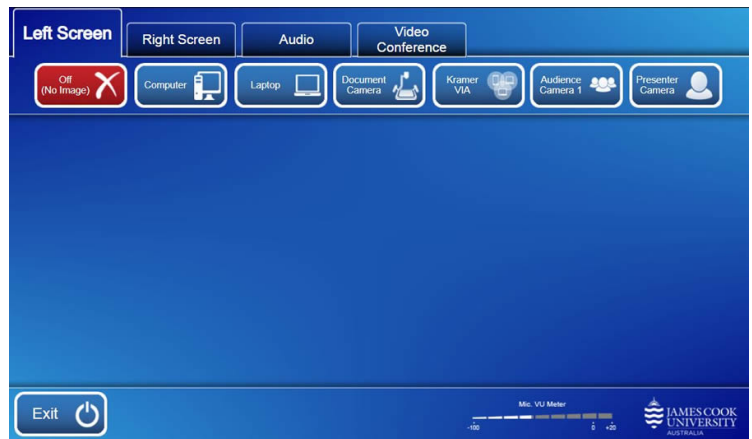 Left Screen
Right Screen
Audio
Video
Conference
Off
(No Image)
Computer
Laptop
Document
Camera
Kramer
VIA
Audience
Camera 1
Presenter
Camera
Exit
Mic. VU Meter
-100
0
+20
JAMES COOK
UNIVERSITY
AUSTRALIA